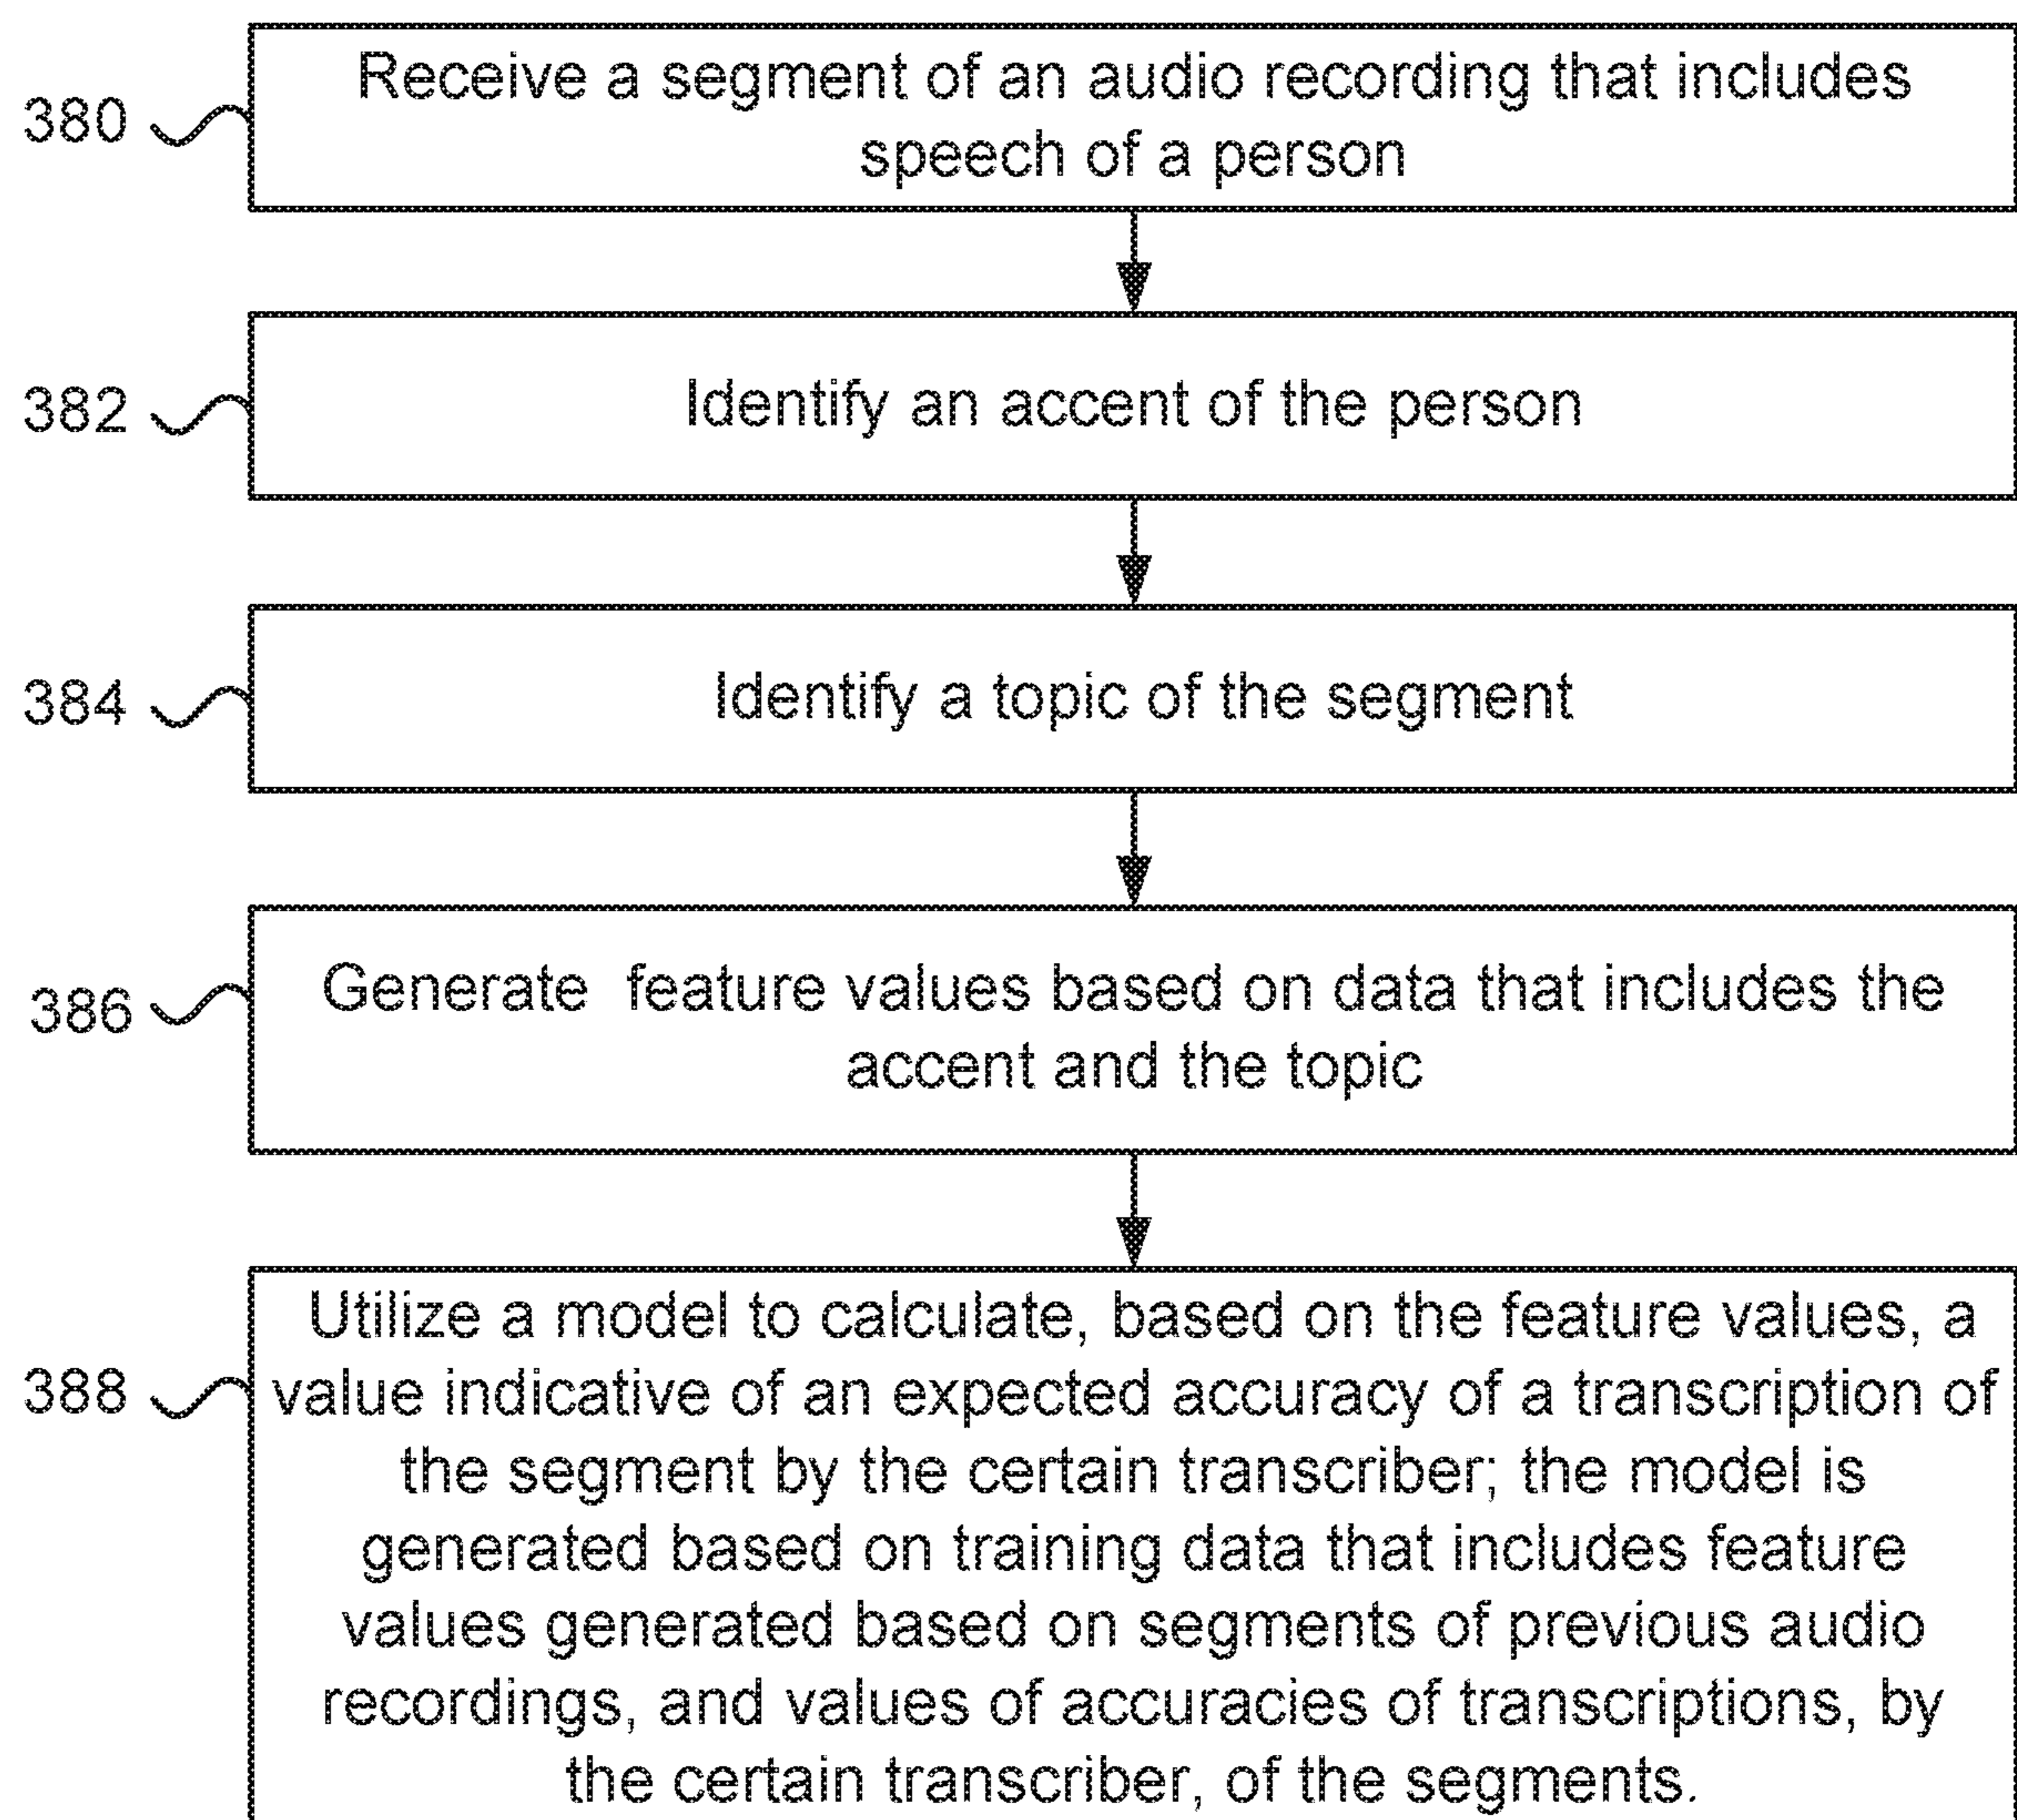 Receive a segment of an audio recording that includes
380
speech of a person
382
Identify an accent of the person
384
Identify a topic of the segment
Generate feature values based on data that includes the
386
accent and the topic
Utilize a model to calculate, based on the feature values, a
388
value indicative of an expected accuracy of a transcription of
the segment by the certain transcriber; the model is
generated based on training data that includes feature
values generated based on segments of previous audio
recordings, and values of accuracies of transcriptions, by
the certain transcriber, of the segments.